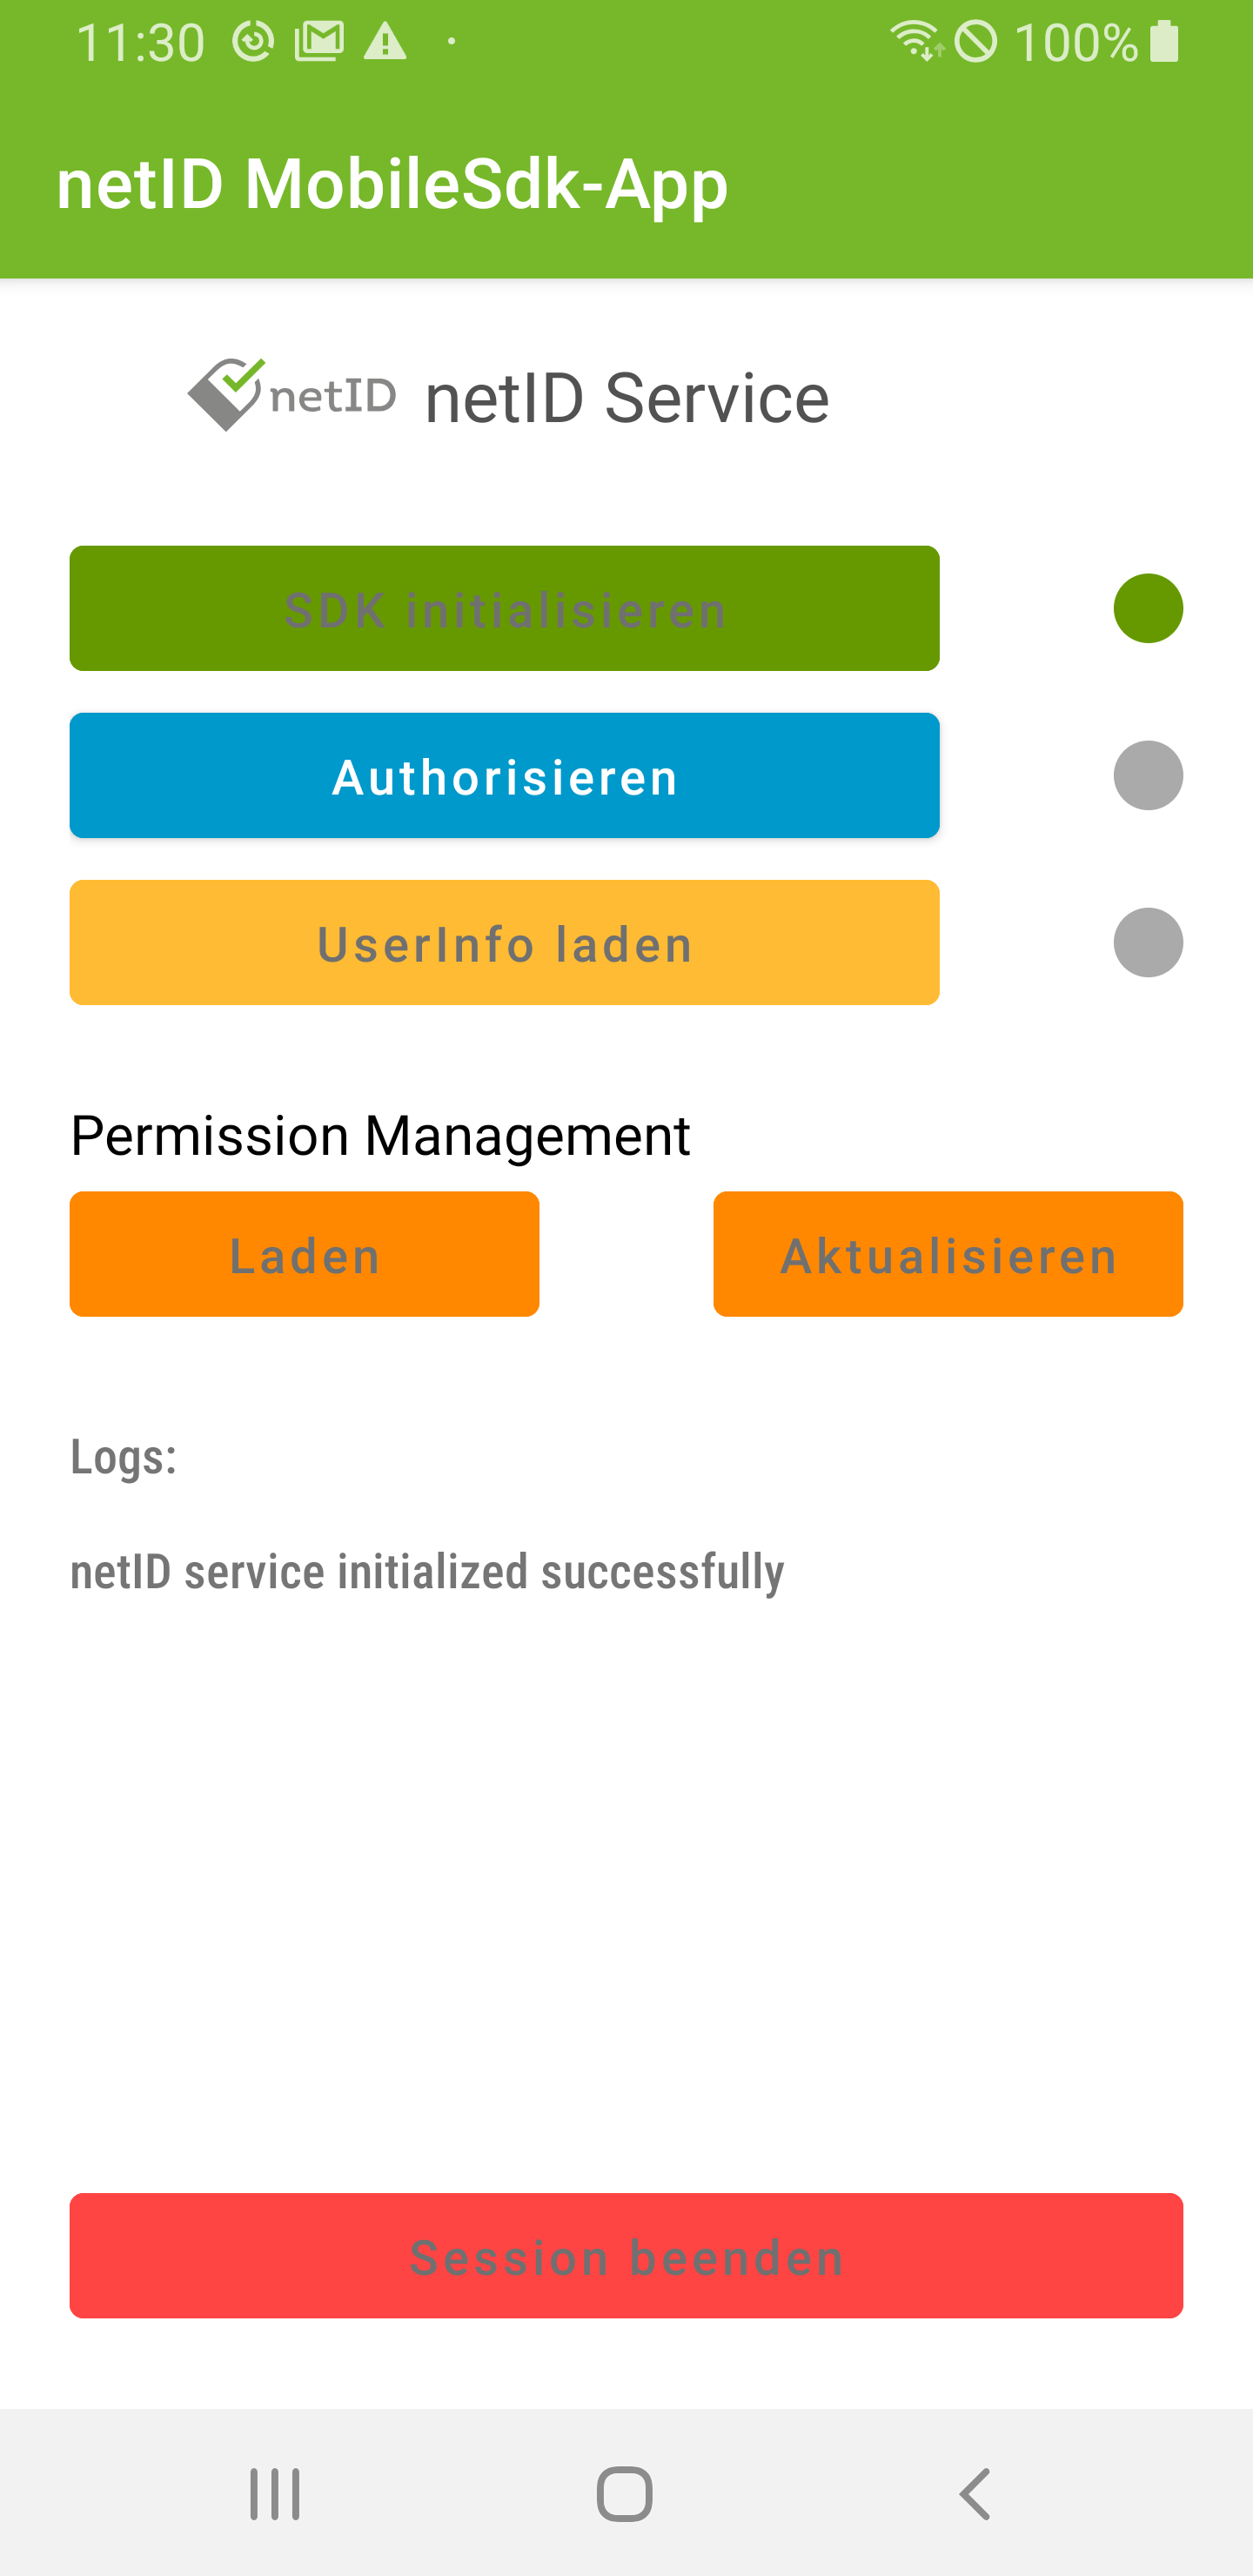 11:30
100%
netID MobileSdk-App
netID netID Service
SDK initialisieren
Authorisieren
UserInfo laden
Permission Management
Laden Aktualisieren
Logs:
netID service initialized successfully
Session beenden